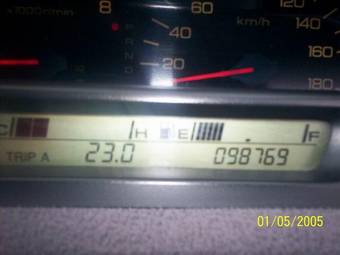 x1000r/min 8 60 120 140
P 40 km/h 160
R
N
D 20 180
C H E F
TRIP A 23.0 098769
01/05/2005